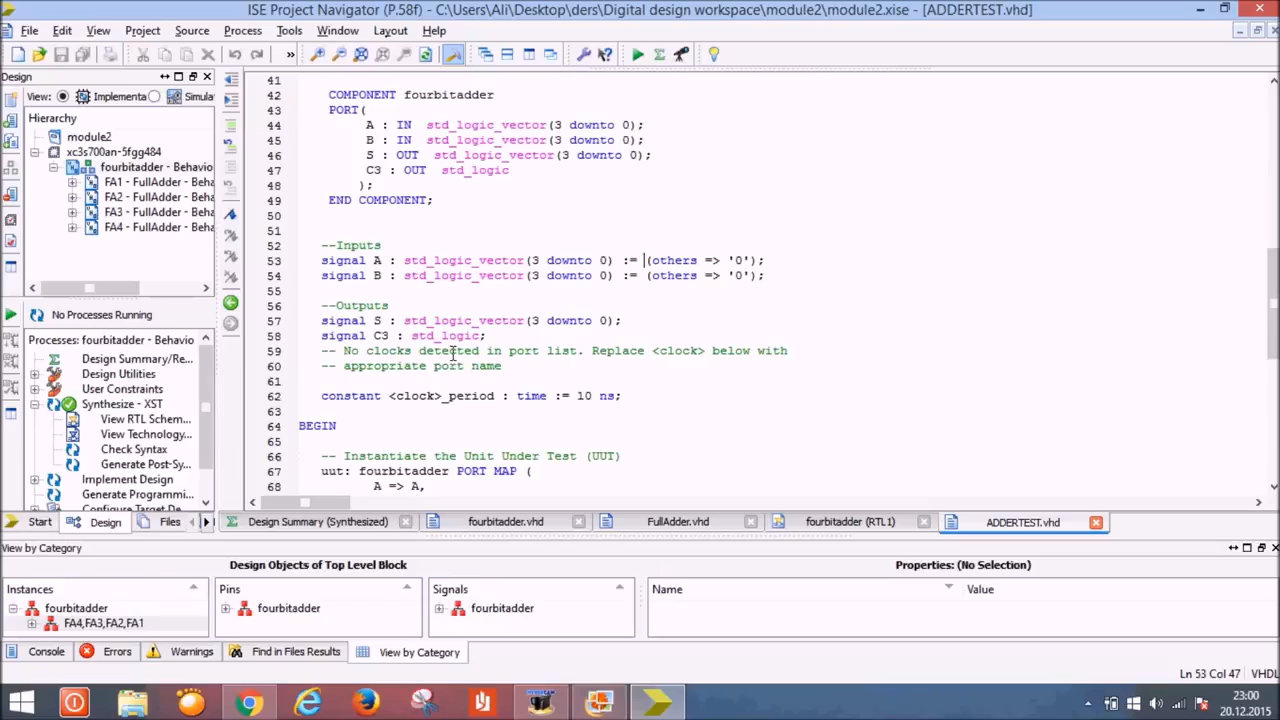 ISE Project Navigator (P.58f) - C:\Users\Ali\Desktop\ders\Digital design workspace\module2\module2.xise - [ADDERTEST.vhd]
File Edit View Project Source Process Tools Window Layout Help
»
Design
View: Implementa Simula
Hierarchy
module2
xc3s700an-5fgg484
fourbitadder - Behavio
FA1 - FullAdder - Beha
FA2 - FullAdder - Beha
FA3 - FullAdder - Beha
FA4 - FullAdder - Beha
No Processes Running
Processes: fourbitadder - Behavio
Design Summary/Re...
Design Utilities
User Constraints
Synthesize - XST
View RTL Schem...
View Technology...
Check Syntax
Generate Post-Sy...
Implement Design
Generate Programmi...
Configure Target De
Start Design Files
41
42 COMPONENT fourbitadder
43 PORT(
44 A : IN std_logic_vector(3 downto 0);
45 B : IN std_logic_vector(3 downto 0);
46 S : OUT std_logic_vector(3 downto 0);
47 C3 : OUT std_logic
48 );
49 END COMPONENT;
50
51
52 --Inputs
53 signal A : std_logic_vector(3 downto 0) := (others => '0');
54 signal B : std_logic_vector(3 downto 0) := (others => '0');
55
56 --Outputs
57 signal S : std_logic_vector(3 downto 0);
58 signal C3 : std_logic;
59 -- No clocks detected in port list. Replace <clock> below with
60 -- appropriate port name
61
62 constant <clock>_period : time := 10 ns;
63
64 BEGIN
65
66 -- Instantiate the Unit Under Test (UUT)
67 uut: fourbitadder PORT MAP (
68 A => A,
Design Summary (Synthesized) fourbitadder.vhd FullAdder.vhd fourbitadder (RTL1) ADDERTEST.vhd
View by Category
Design Objects of Top Level Block Properties: (No Selection)
Instances Pins Signals Name Value
fourbitadder fourbitadder fourbitadder
FA4,FA3,FA2,FA1
Console Errors Warnings Find in Files Results View by Category
Ln 53 Col 47 VHDL
23:00
20.12.2015